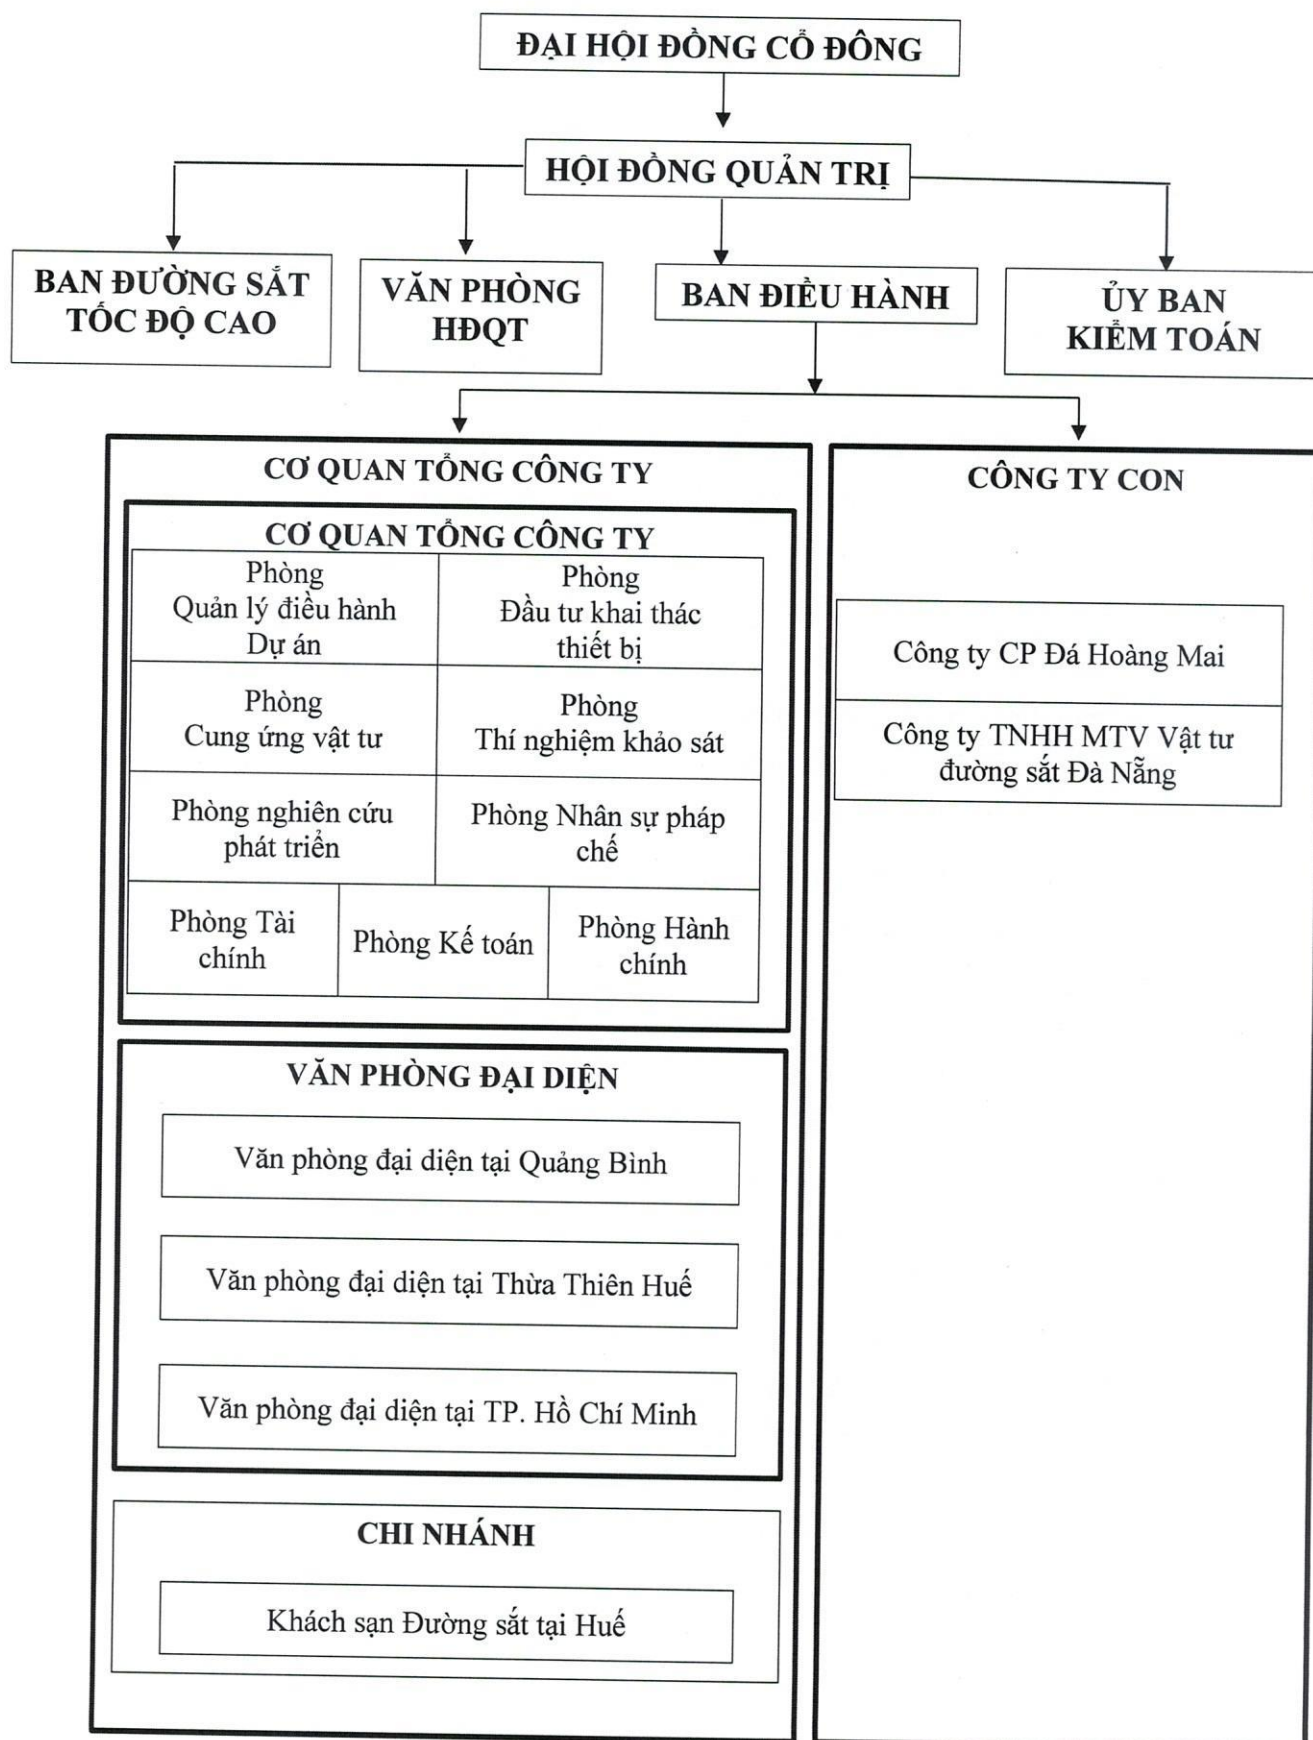 ĐẠI HỘI ĐỒNG CỔ ĐÔNG
HỘI ĐỒNG QUẢN TRỊ
BAN ĐƯỜNG SẮT
TỐC ĐỘ CAO
VĂN PHÒNG
HĐQT
BAN ĐIỀU HÀNH
ỦY BAN
KIỂM TOÁN
CƠ QUAN TỔNG CÔNG TY
CƠ QUAN TỔNG CÔNG TY
Phòng
Quản lý điều hành
Dự án
Phòng
Đầu tư khai thác
thiết bị
Phòng
Cung ứng vật tư
Phòng
Thí nghiệm khảo sát
Phòng nghiên cứu
phát triển
Phòng Nhân sự pháp
chế
Phòng Tài
chính
Phòng Kế toán
Phòng Hành
chính
VĂN PHÒNG ĐẠI DIỆN
Văn phòng đại diện tại Quảng Bình
Văn phòng đại diện tại Thừa Thiên Huế
Văn phòng đại diện tại TP. Hồ Chí Minh
CHI NHÁNH
Khách sạn Đường sắt tại Huế
CÔNG TY CON
Công ty CP Đá Hoàng Mai
Công ty TNHH MTV Vật tư
đường sắt Đà Nẵng